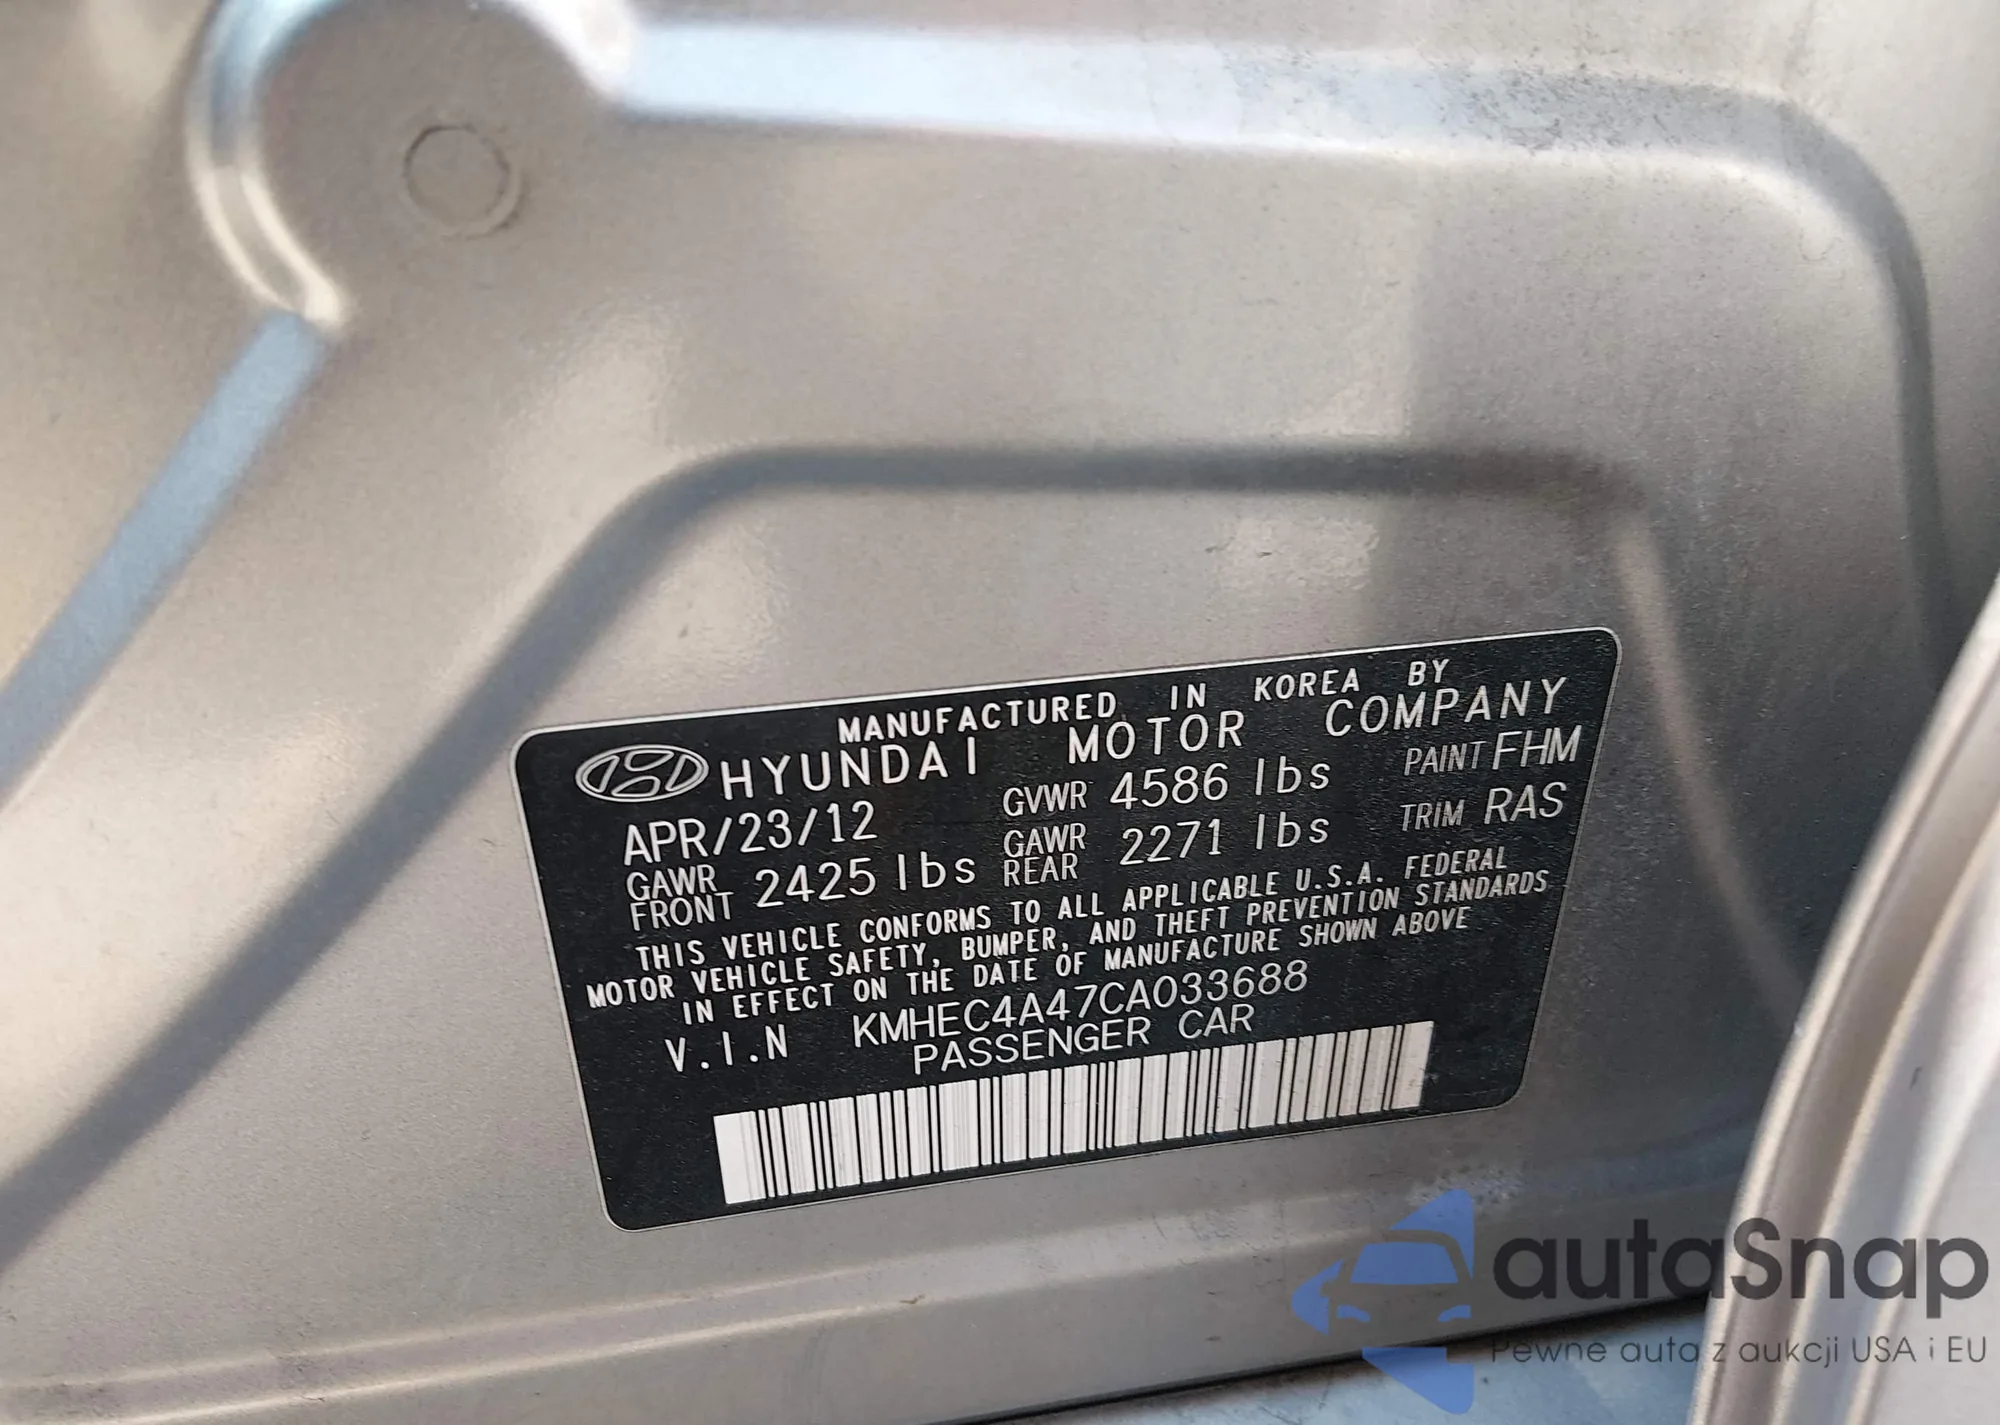 MANUFACTURED IN KOREA BY
HYUNDAI MOTOR COMPANY
APR/23/12 GVWR 4586 lbs PAINT FHM
GAWR FRONT 2425 lbs GAWR REAR 2271 lbs TRIM RAS
THIS VEHICLE CONFORMS TO ALL APPLICABLE U.S.A. FEDERAL
MOTOR VEHICLE SAFETY, BUMPER, AND THEFT PREVENTION STANDARDS
IN EFFECT ON THE DATE OF MANUFACTURE SHOWN ABOVE
V.I.N KMHEC4A47CA033688
PASSENGER CAR
autaSnap
Pewne auta z aukcji USA i EU